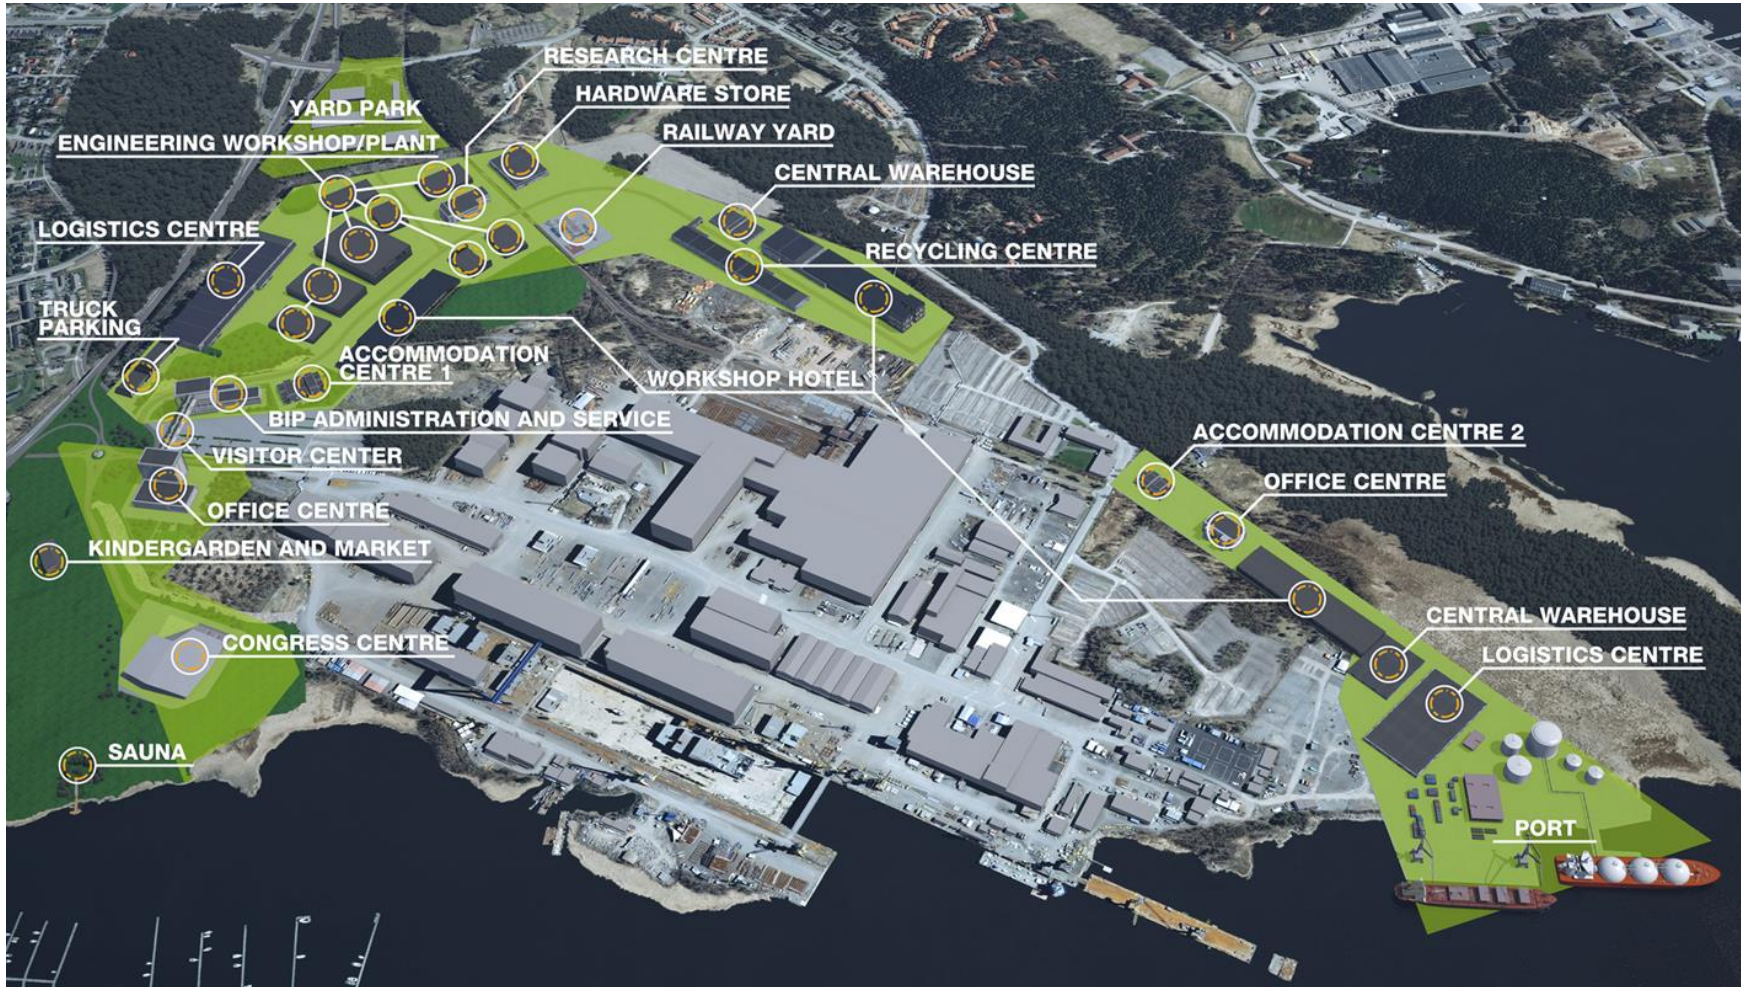 RESEARCH CENTRE
HARDWARE STORE
YARD PARK
RAILWAY YARD
ENGINEERING WORKSHOP/PLANT
CENTRAL WAREHOUSE
LOGISTICS CENTRE
RECYCLING CENTRE
TRUCK
PARKING
ACCOMMODATION
CENTRE 1
WORKSHOP HOTEL
BIP ADMINISTRATION AND SERVICE
ACCOMMODATION CENTRE 2
VISITOR CENTER
OFFICE CENTRE
OFFICE CENTRE
KINDERGARDEN AND MARKET
CENTRAL WAREHOUSE
CONGRESS CENTRE
LOGISTICS CENTRE
SAUNA
PORT